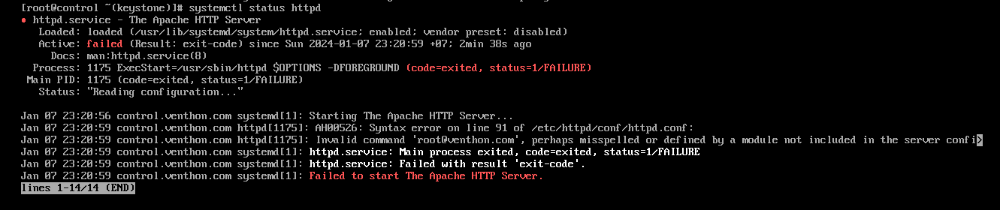 [root@control ~(keystone)]# systemctl status httpd
● httpd.service - The Apache HTTP Server
   Loaded: loaded (/usr/lib/systemd/system/httpd.service; enabled; vendor preset: disabled)
   Active: failed (Result: exit-code) since Sun 2024-01-07 23:20:59 +07; 2min 38s ago
     Docs: man:httpd.service(8)
  Process: 1175 ExecStart=/usr/sbin/httpd $OPTIONS -DFOREGROUND (code=exited, status=1/FAILURE)
 Main PID: 1175 (code=exited, status=1/FAILURE)
   Status: "Reading configuration..."
Jan 07 23:20:56 control.venthon.com systemd[1]: Starting The Apache HTTP Server...
Jan 07 23:20:59 control.venthon.com httpd[1175]: AH00526: Syntax error on line 91 of /etc/httpd/conf/httpd.conf:
Jan 07 23:20:59 control.venthon.com httpd[1175]: Invalid command 'root@venthon.com', perhaps misspelled or defined by a module not included in the server confi>
Jan 07 23:20:59 control.venthon.com systemd[1]: httpd.service: Main process exited, code=exited, status=1/FAILURE
Jan 07 23:20:59 control.venthon.com systemd[1]: httpd.service: Failed with result 'exit-code'.
Jan 07 23:20:59 control.venthon.com systemd[1]: Failed to start The Apache HTTP Server.
lines 1-14/14 (END)